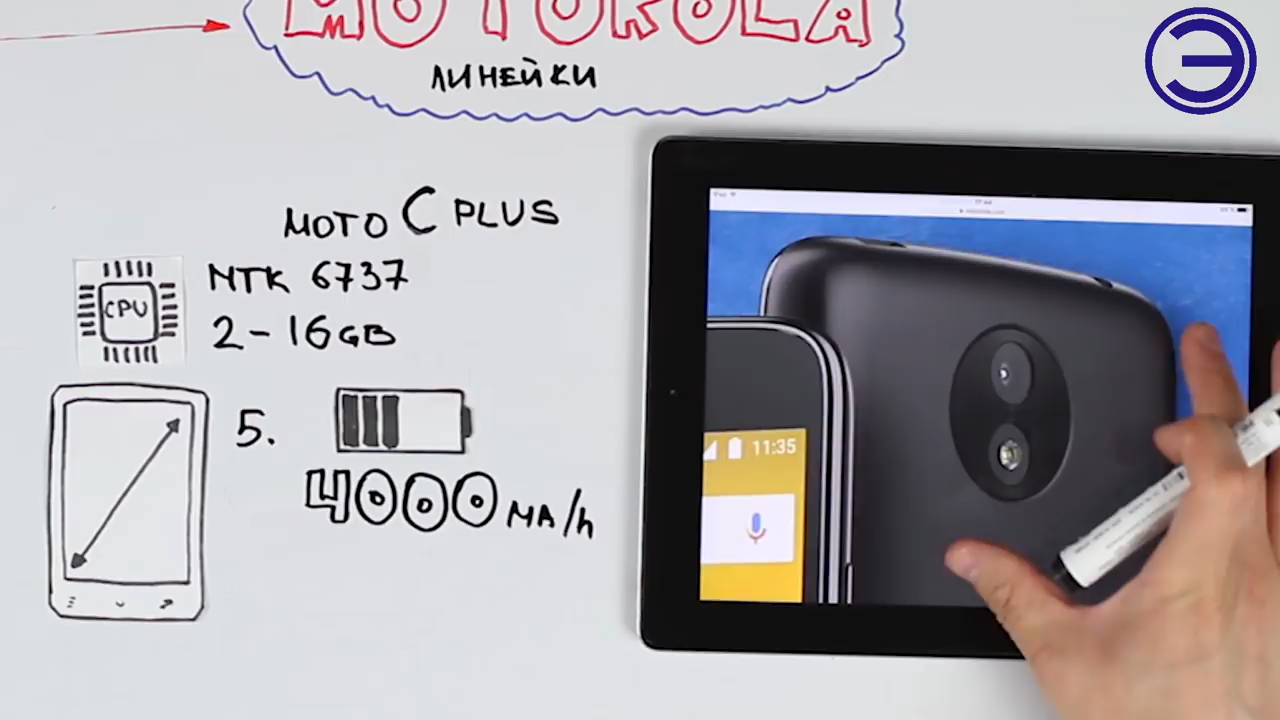 MOTOROLA
ЛИНЕЙКИ
MOTO C PLUS
CPU
MTK 6737
2-16GB
5.
4000 MA/h
11:35
Э